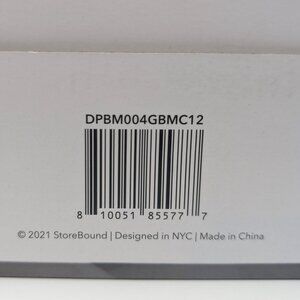 DPBM004GBMC12
8 10051 85577 7
© 2021 StoreBound | Designed in NYC | Made in China